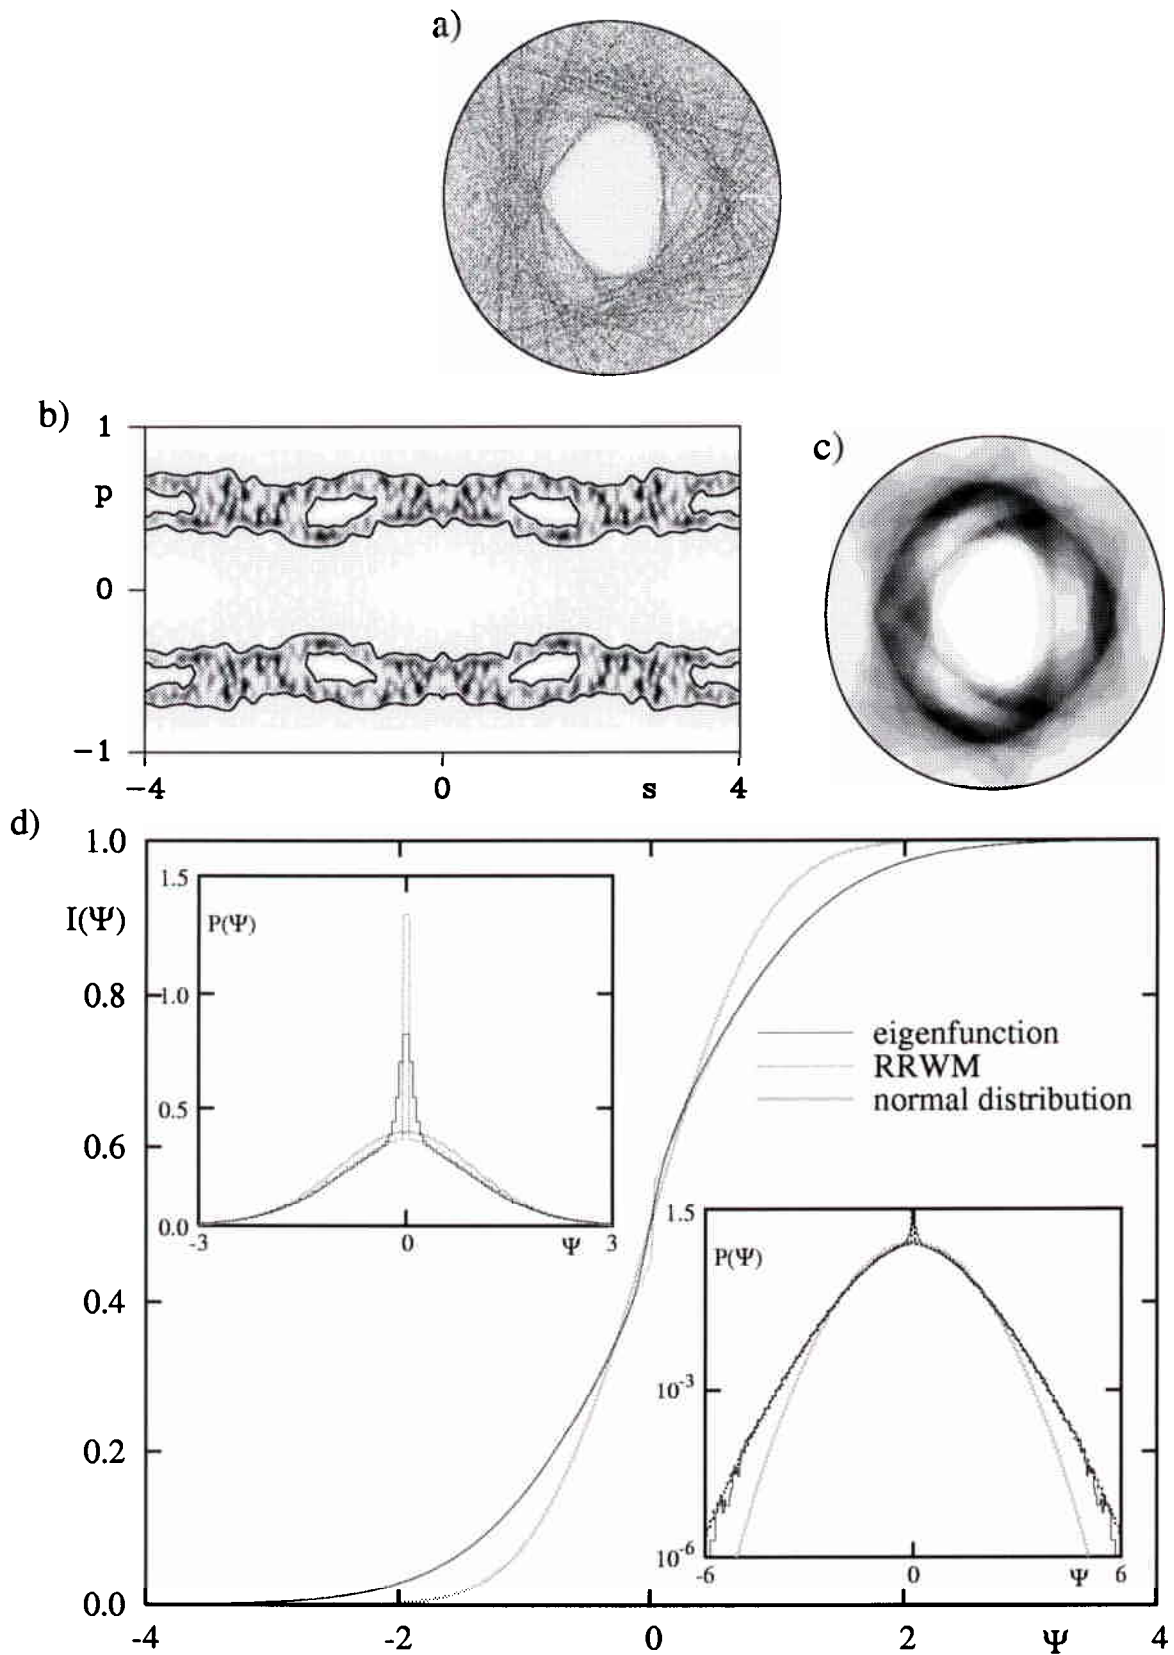 a)
b)
1
p
0
−1
−4
0
s
4
c)
d)
1.0
I(Ψ)
0.8
0.6
0.4
0.2
0.0
-4
-2
0
2
Ψ
4
1.5
P(Ψ)
1.0
0.5
0.0
-3
0
Ψ
3
eigenfunction
RRWM
normal distribution
1.5
P(Ψ)
10-3
10-6
-6
0
Ψ
6